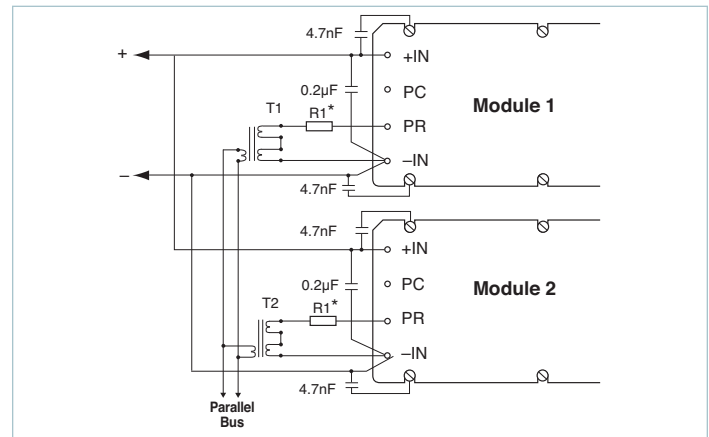 4.7nF
+
+IN
0.2µF
PC
Module 1
T1
R1*
PR
–IN
–
4.7nF
4.7nF
+IN
0.2µF
PC
Module 2
T2
R1*
PR
–IN
4.7nF
Parallel
Bus